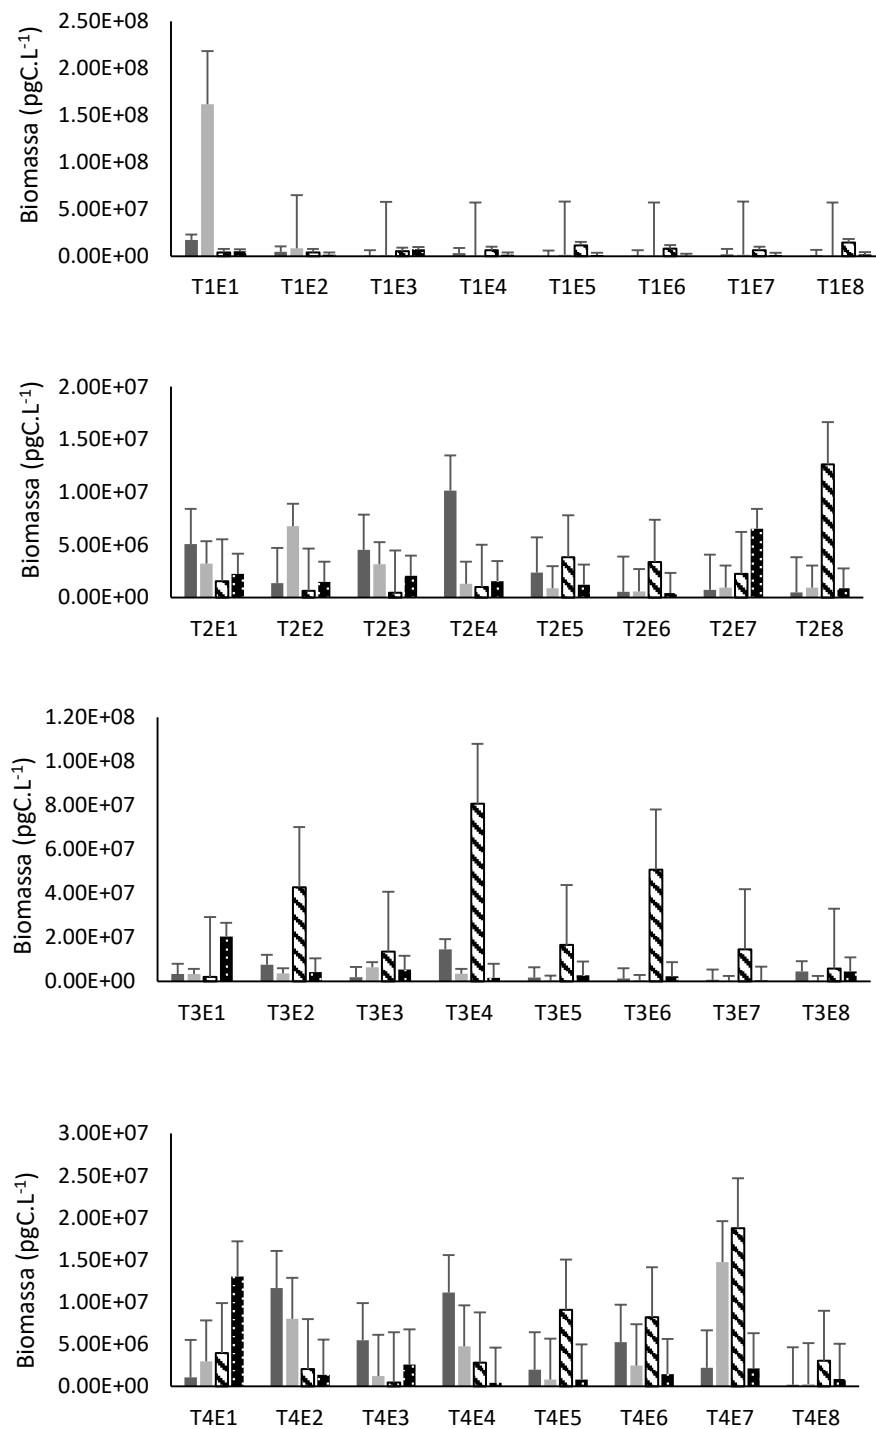 Biomassa (pgC.L-1)
2.50E+08
2.00E+08
1.50E+08
1.00E+08
5.00E+07
0.00E+00
T1E1 T1E2 T1E3 T1E4 T1E5 T1E6 T1E7 T1E8
Biomassa (pgC.L-1)
2.00E+07
1.50E+07
1.00E+07
5.00E+06
0.00E+00
T2E1 T2E2 T2E3 T2E4 T2E5 T2E6 T2E7 T2E8
Biomassa (pgC.L-1)
1.20E+08
1.00E+08
8.00E+07
6.00E+07
4.00E+07
2.00E+07
0.00E+00
T3E1 T3E2 T3E3 T3E4 T3E5 T3E6 T3E7 T3E8
Biomassa (pgC.L-1)
3.00E+07
2.50E+07
2.00E+07
1.50E+07
1.00E+07
5.00E+06
0.00E+00
T4E1 T4E2 T4E3 T4E4 T4E5 T4E6 T4E7 T4E8